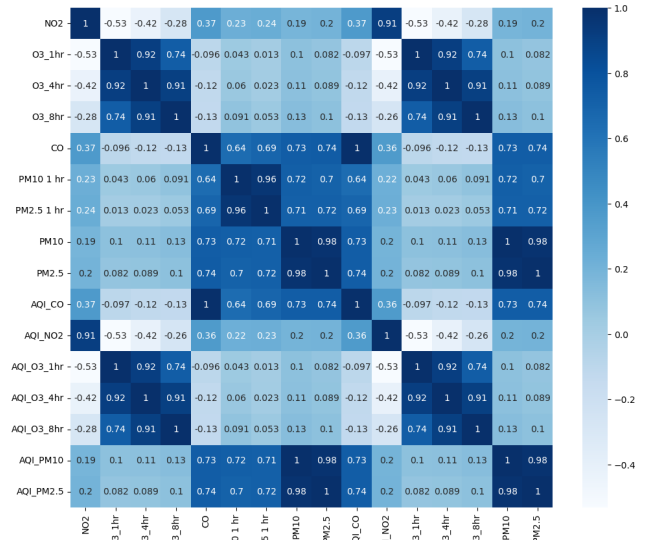 NO2 1 -0.53 -0.42 -0.28 0.37 0.23 0.24 0.19 0.2 0.37 0.91 -0.53 -0.42 -0.28 0.19 0.2
O3_1hr -0.53 1 0.92 0.74 -0.096 0.043 0.013 0.1 0.082 -0.097 -0.53 1 0.92 0.74 0.1 0.082
O3_4hr -0.42 0.92 1 0.91 -0.12 0.06 0.023 0.11 0.089 -0.12 -0.42 0.92 1 0.91 0.11 0.089
O3_8hr -0.28 0.74 0.91 1 -0.13 0.091 0.053 0.13 0.1 -0.13 -0.26 0.74 0.91 1 0.13 0.1
CO 0.37 -0.096 -0.12 -0.13 1 0.64 0.69 0.73 0.74 1 0.36 -0.096 -0.12 -0.13 0.73 0.74
PM10 1 hr 0.23 0.043 0.06 0.091 0.64 1 0.96 0.72 0.7 0.64 0.22 0.043 0.06 0.091 0.72 0.7
PM2.5 1 hr 0.24 0.013 0.023 0.053 0.69 0.96 1 0.71 0.72 0.69 0.23 0.013 0.023 0.053 0.71 0.72
PM10 0.19 0.1 0.11 0.13 0.73 0.72 0.71 1 0.98 0.73 0.2 0.1 0.11 0.13 1 0.98
PM2.5 0.2 0.082 0.089 0.1 0.74 0.7 0.72 0.98 1 0.74 0.2 0.082 0.089 0.1 0.98 1
AQI_CO 0.37 -0.097 -0.12 -0.13 1 0.64 0.69 0.73 0.74 1 0.36 -0.097 -0.12 -0.13 0.73 0.74
AQI_NO2 0.91 -0.53 -0.42 -0.26 0.36 0.22 0.23 0.2 0.2 0.36 1 -0.53 -0.42 -0.26 0.2 0.2
AQI_O3_1hr -0.53 1 0.92 0.74 -0.096 0.043 0.013 0.1 0.082 -0.097 -0.53 1 0.92 0.74 0.1 0.082
AQI_O3_4hr -0.42 0.92 1 0.91 -0.12 0.06 0.023 0.11 0.089 -0.12 -0.42 0.92 1 0.91 0.11 0.089
AQI_O3_8hr -0.28 0.74 0.91 1 -0.13 0.091 0.053 0.13 0.1 -0.13 -0.26 0.74 0.91 1 0.13 0.1
AQI_PM10 0.19 0.1 0.11 0.13 0.73 0.72 0.71 1 0.98 0.73 0.2 0.1 0.11 0.13 1 0.98
AQI_PM2.5 0.2 0.082 0.089 0.1 0.74 0.7 0.72 0.98 1 0.74 0.2 0.082 0.089 0.1 0.98 1
NO2
3_1hr
3_4hr
3_8hr
CO
0 1 hr
5 1 hr
PM10
PM2.5
QI_CO
_NO2
3_1hr
3_4hr
3_8hr
PM10
PM2.5
1.0
0.8
0.6
0.4
0.2
0.0
−0.2
−0.4